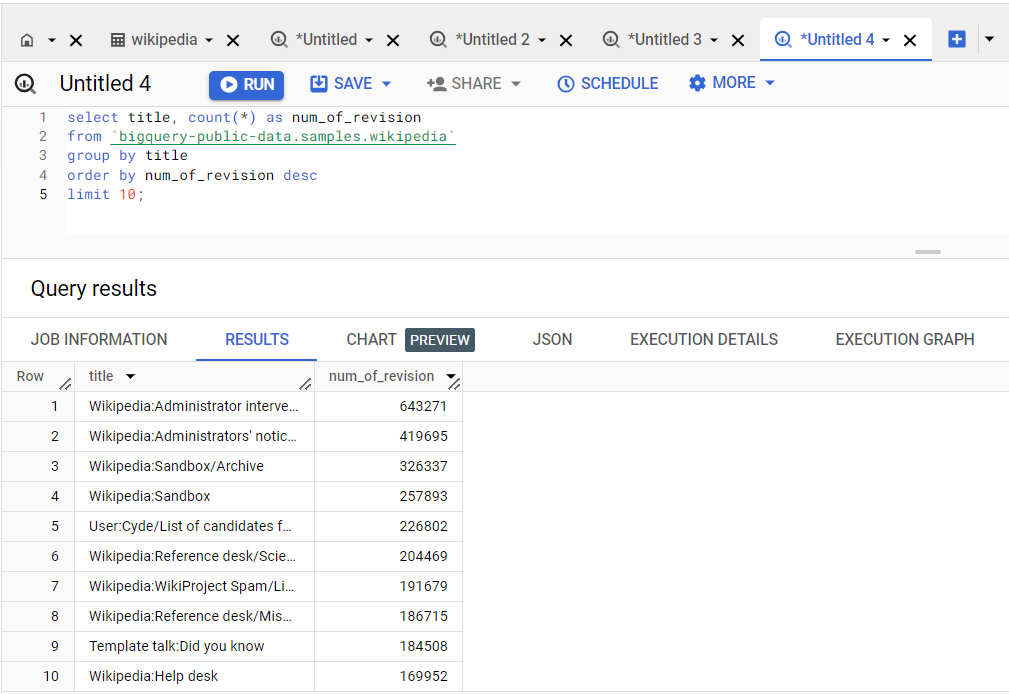 wikipedia *Untitled *Untitled 2 *Untitled 3 *Untitled 4
Untitled 4 RUN SAVE SHARE SCHEDULE MORE
1 select title, count(*) as num_of_revision
2 from `bigquery-public-data.samples.wikipedia`
3 group by title
4 order by num_of_revision desc
5 limit 10;
Query results
JOB INFORMATION RESULTS CHART PREVIEW JSON EXECUTION DETAILS EXECUTION GRAPH
Row title num_of_revision
1 Wikipedia:Administrator interve... 643271
2 Wikipedia:Administrators' notic... 419695
3 Wikipedia:Sandbox/Archive 326337
4 Wikipedia:Sandbox 257893
5 User:Cyde/List of candidates f... 226802
6 Wikipedia:Reference desk/Scie... 204469
7 Wikipedia:WikiProject Spam/Li... 191679
8 Wikipedia:Reference desk/Mis... 186715
9 Template talk:Did you know 184508
10 Wikipedia:Help desk 169952